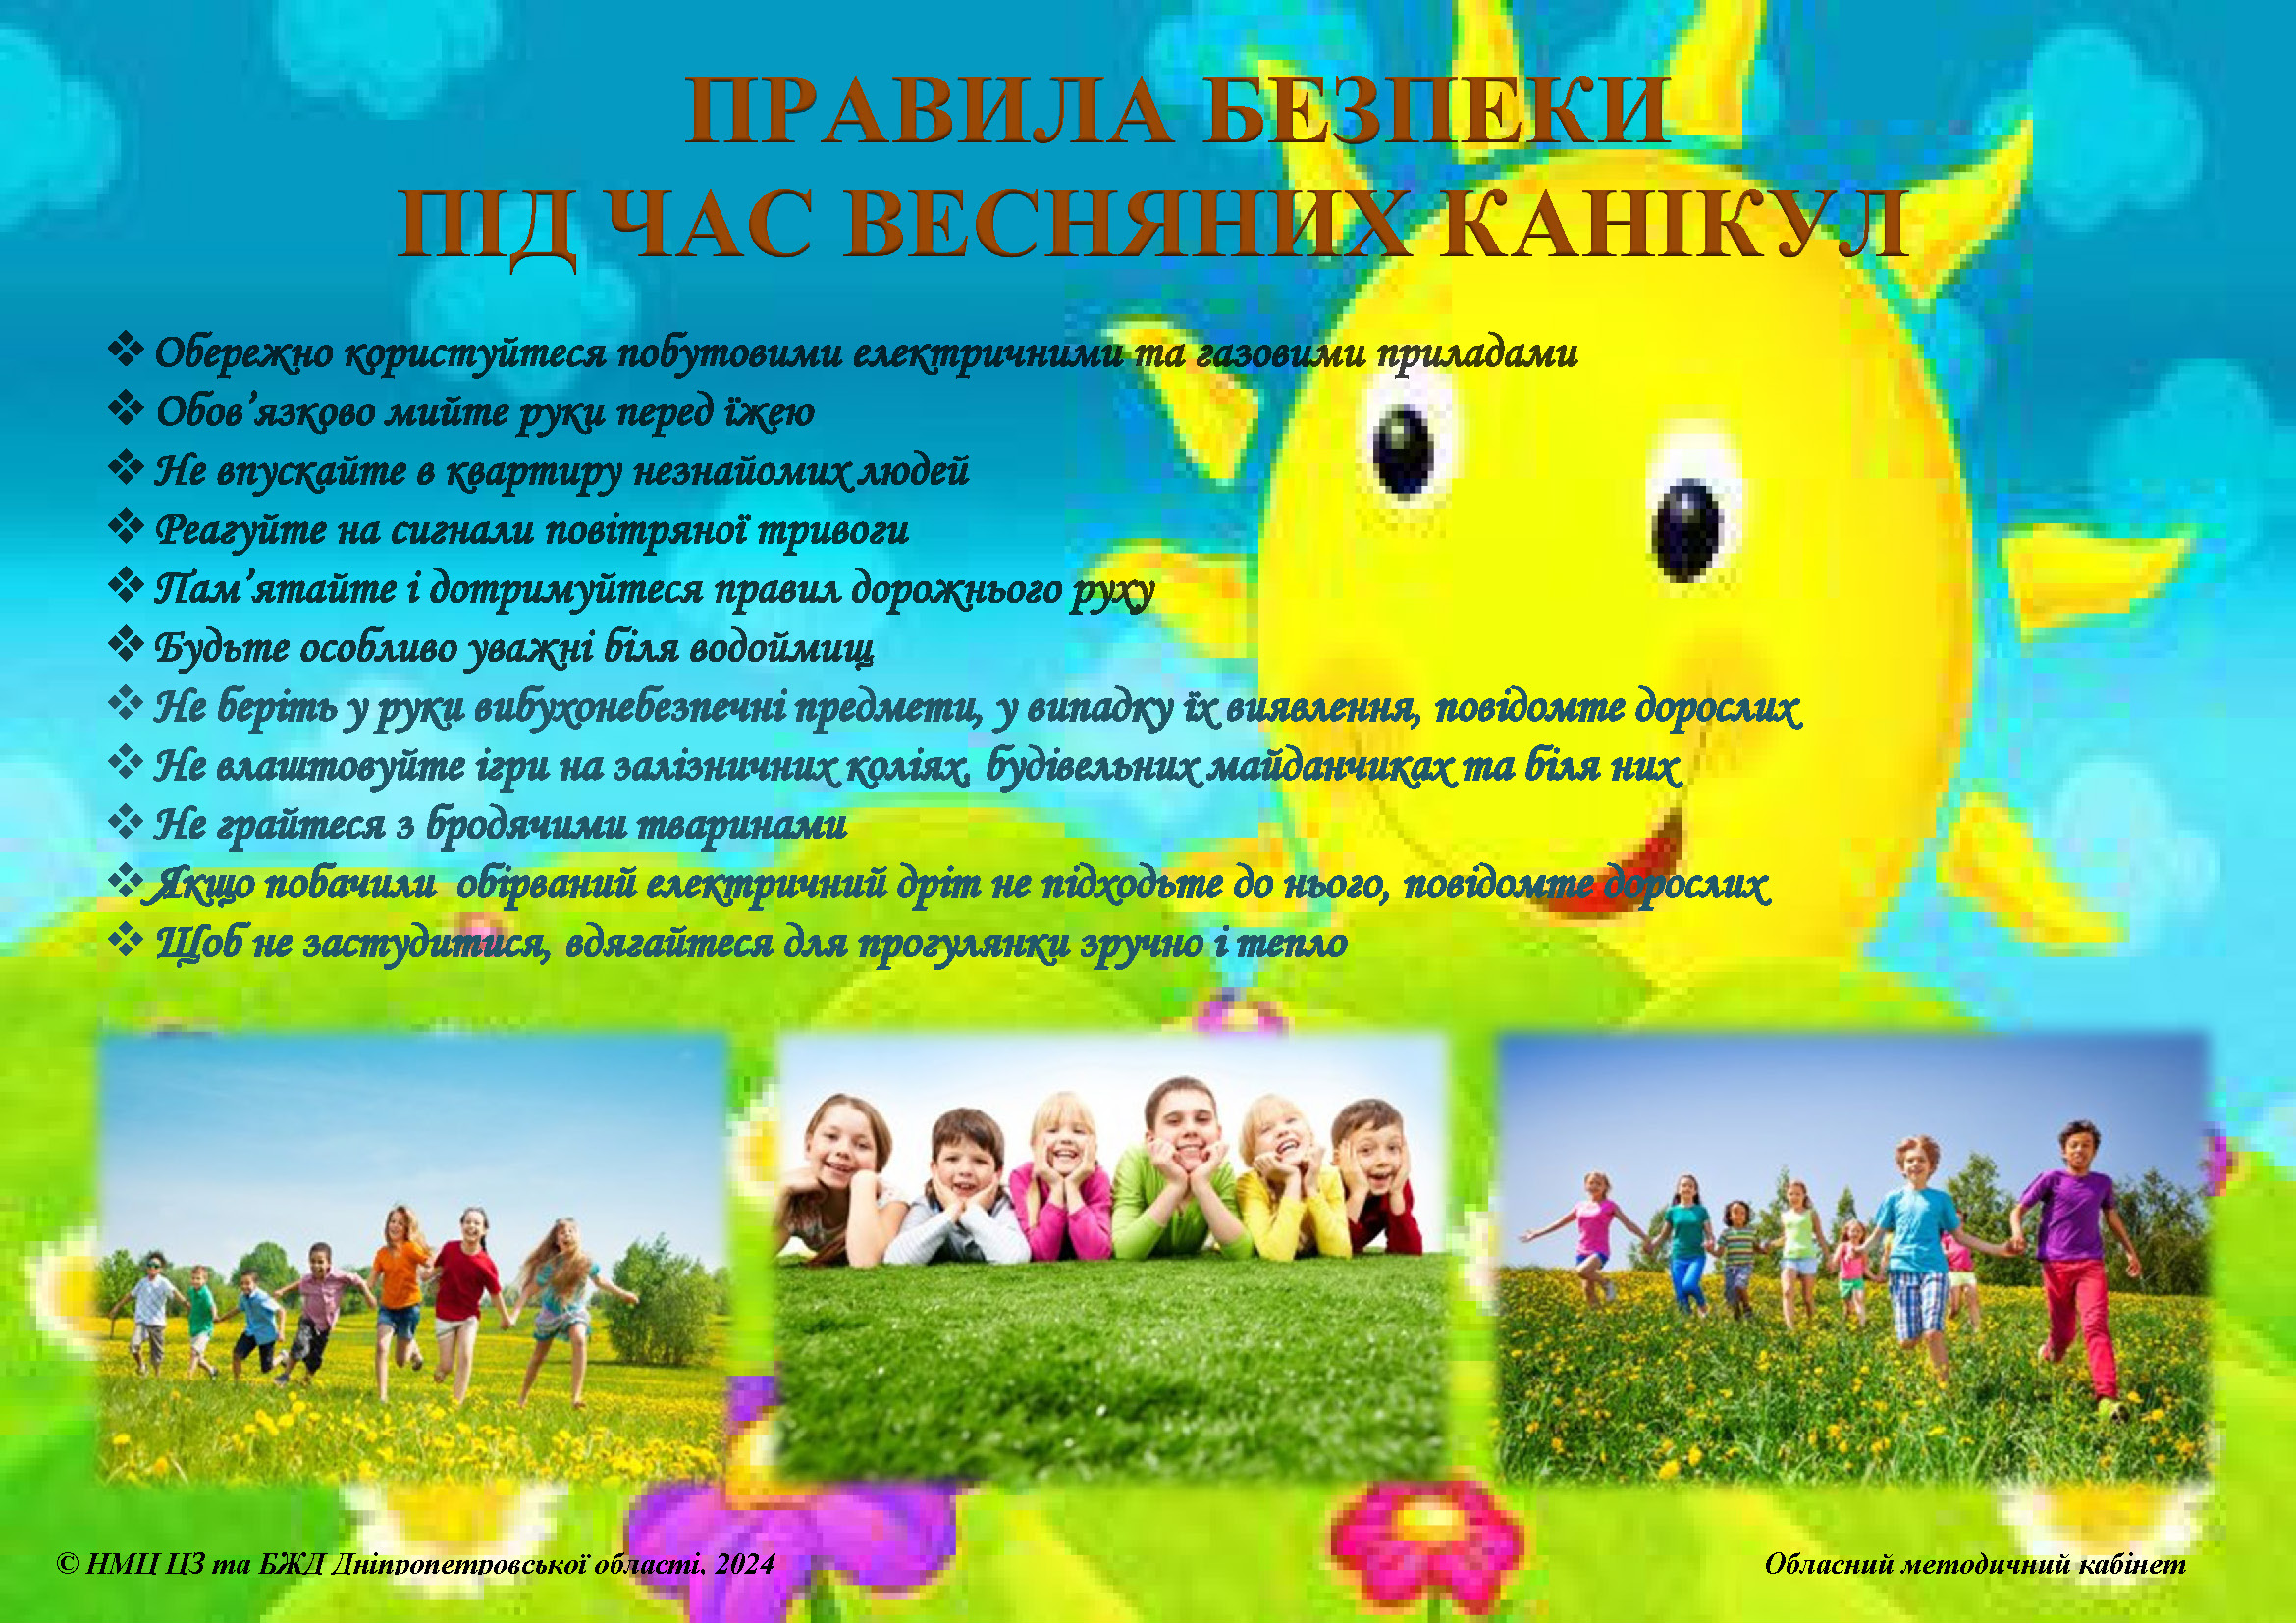 ПРАВИЛА БЕЗПЕКИ
ПІД ЧАС ВЕСНЯНИХ КАНІКУЛ
❖ Обережно користуйтеся побутовими електричними та газовими приладами
❖ Обов’язково мийте руки перед їжею
❖ Не впускайте в квартиру незнайомих людей
❖ Реагуйте на сигнали повітряної тривоги
❖ Пам’ятайте і дотримуйтеся правил дорожнього руху
❖ Будьте особливо уважні біля водоймищ
❖ Не беріть у руки вибухонебезпечні предмети, у випадку їх виявлення, повідомте дорослих
❖ Не влаштовуйте ігри на залізничних коліях, будівельних майданчиках та біля них
❖ Не грайтеся з бродячими тваринами
❖ Якщо побачили обірваний електричний дріт не підходьте до нього, повідомте дорослих
❖ Щоб не застудитися, вдягайтеся для прогулянки зручно і тепло
© НМЦ ЦЗ та БЖД Дніпропетровської області, 2024
Обласний методичний кабінет